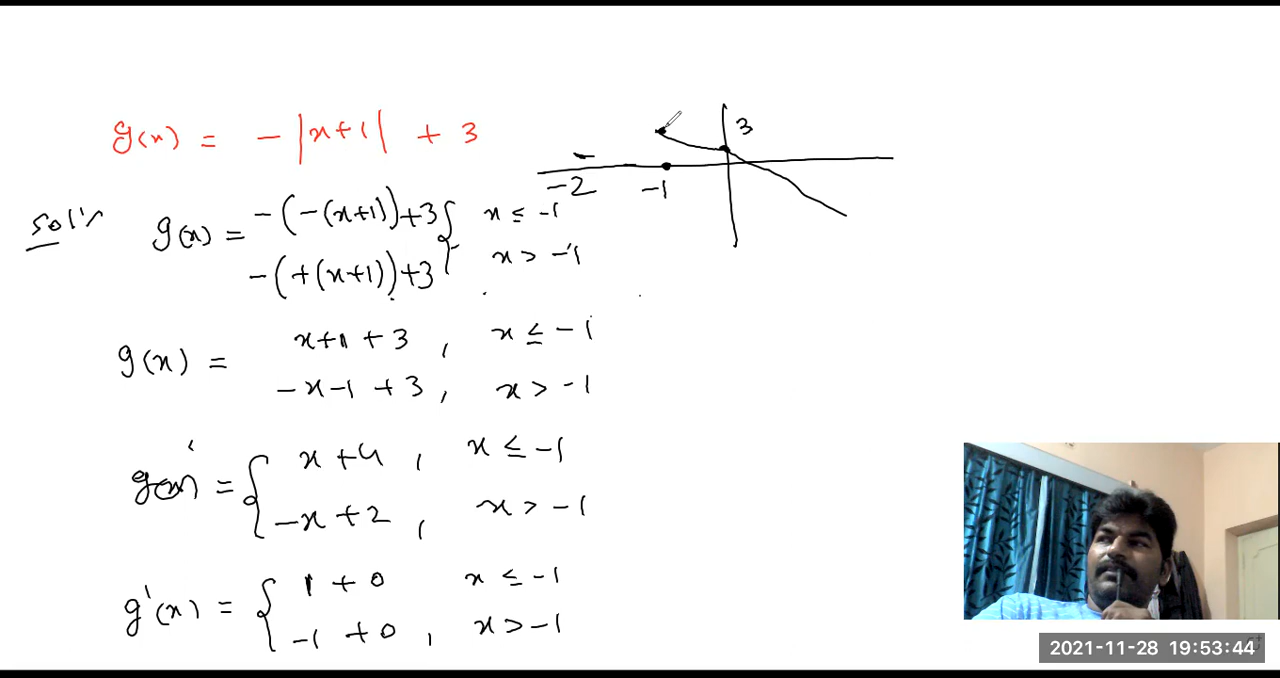 g(x) = - |x+1| + 3
3
-2 -1
Sol'n g(x) = -(-(x+1))+3 } x ≤ -1
-(+(x+1))+3 } x > -1
g(x) = x+1 + 3 , x ≤ -1
-x-1 + 3 , x > -1
g(x) = { x+4 , x ≤ -1
-x+2 , x > -1
g'(x) = { 1 + 0 x ≤ -1
-1 + 0 , x > -1
2021-11-28 19:53:44